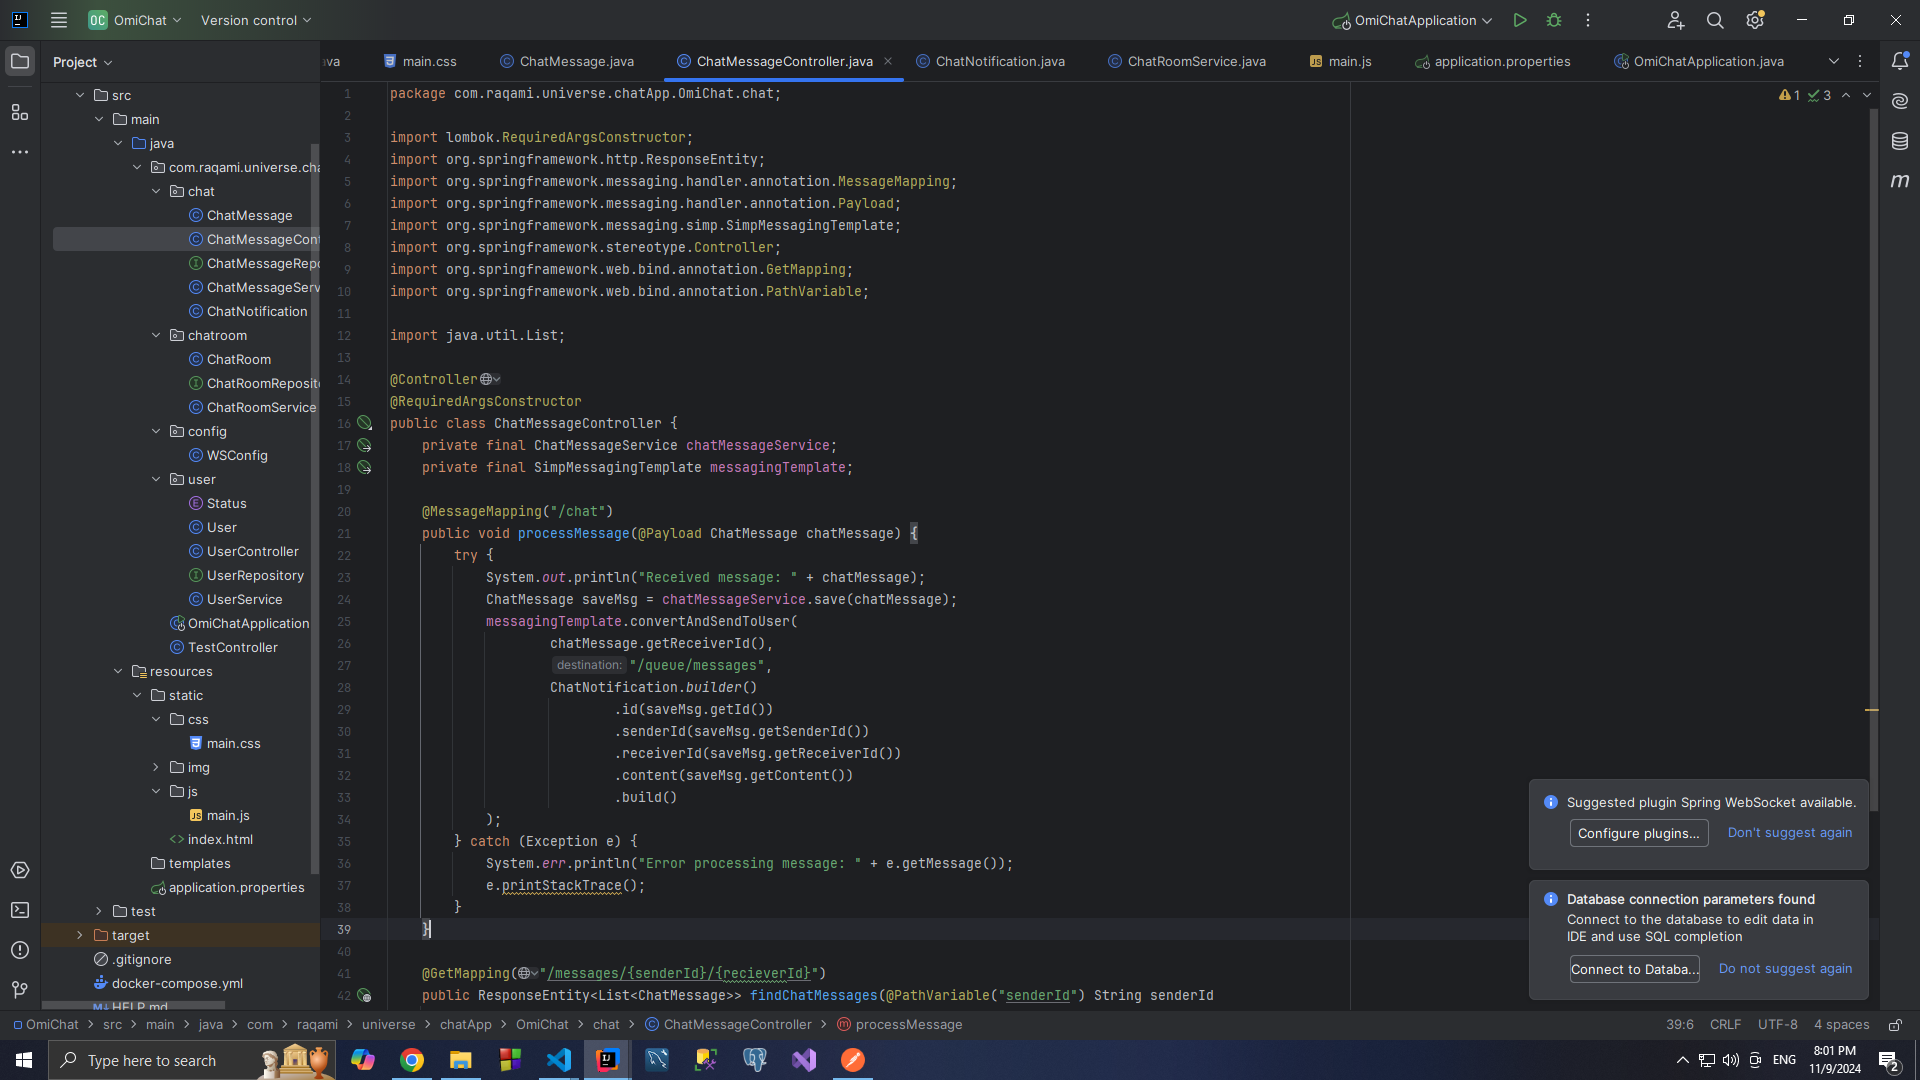 OC OmiChat Version control OmiChatApplication
Project
va main.css ChatMessage.java ChatMessageController.java ChatNotification.java ChatRoomService.java main.js application.properties OmiChatApplication.java
src
main
java
com.raqami.universe.cha
chat
ChatMessage
ChatMessageCont
ChatMessageRepo
ChatMessageServ
ChatNotification
chatroom
ChatRoom
ChatRoomReposito
ChatRoomService
config
WSConfig
user
Status
User
UserController
UserRepository
UserService
OmiChatApplication
TestController
resources
static
css
main.css
img
js
main.js
index.html
templates
application.properties
test
target
.gitignore
docker-compose.yml
HELP.md
1 3
1 package com.raqami.universe.chatApp.OmiChat.chat;
2
3 import lombok.RequiredArgsConstructor;
4 import org.springframework.http.ResponseEntity;
5 import org.springframework.messaging.handler.annotation.MessageMapping;
6 import org.springframework.messaging.handler.annotation.Payload;
7 import org.springframework.messaging.simp.SimpMessagingTemplate;
8 import org.springframework.stereotype.Controller;
9 import org.springframework.web.bind.annotation.GetMapping;
10 import org.springframework.web.bind.annotation.PathVariable;
11
12 import java.util.List;
13
14 @Controller
15 @RequiredArgsConstructor
16 public class ChatMessageController {
17 private final ChatMessageService chatMessageService;
18 private final SimpMessagingTemplate messagingTemplate;
19
20 @MessageMapping("/chat")
21 public void processMessage(@Payload ChatMessage chatMessage) {
22 try {
23 System.out.println("Received message: " + chatMessage);
24 ChatMessage saveMsg = chatMessageService.save(chatMessage);
25 messagingTemplate.convertAndSendToUser(
26 chatMessage.getReceiverId(),
27 destination: "/queue/messages",
28 ChatNotification.builder()
29 .id(saveMsg.getId())
30 .senderId(saveMsg.getSenderId())
31 .receiverId(saveMsg.getReceiverId())
32 .content(saveMsg.getContent())
33 .build()
34 );
35 } catch (Exception e) {
36 System.err.println("Error processing message: " + e.getMessage());
37 e.printStackTrace();
38 }
39 }
40
41 @GetMapping("/messages/{senderId}/{recieverId}")
42 public ResponseEntity<List<ChatMessage>> findChatMessages(@PathVariable("senderId") String senderId
Suggested plugin Spring WebSocket available.
Configure plugins... Don't suggest again
Database connection parameters found
Connect to the database to edit data in
IDE and use SQL completion
Connect to Databa... Do not suggest again
OmiChat > src > main > java > com > raqami > universe > chatApp > OmiChat > chat > ChatMessageController > processMessage 39:6 CRLF UTF-8 4 spaces
Type here to search
ENG
8:01 PM
11/9/2024
2